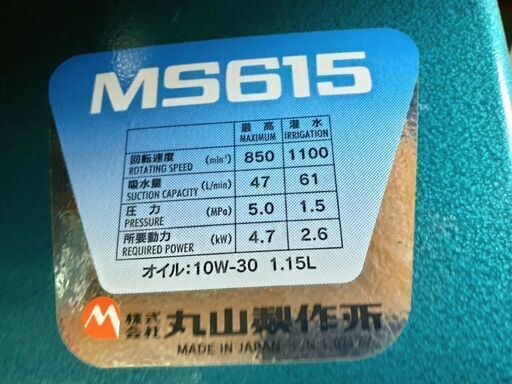 MS615
最高 灌水
MAXIMUM IRRIGATION
回転速度 (min⁻¹) 850 1100
ROTATING SPEED
吸水量 (L/min) 47 61
SUCTION CAPACITY
圧力 (MPa) 5.0 1.5
PRESSURE
所要動力 (kW) 4.7 2.6
REQUIRED POWER
オイル:10W-30 1.15L
株式会社 丸山製作所
MADE IN JAPAN P/N